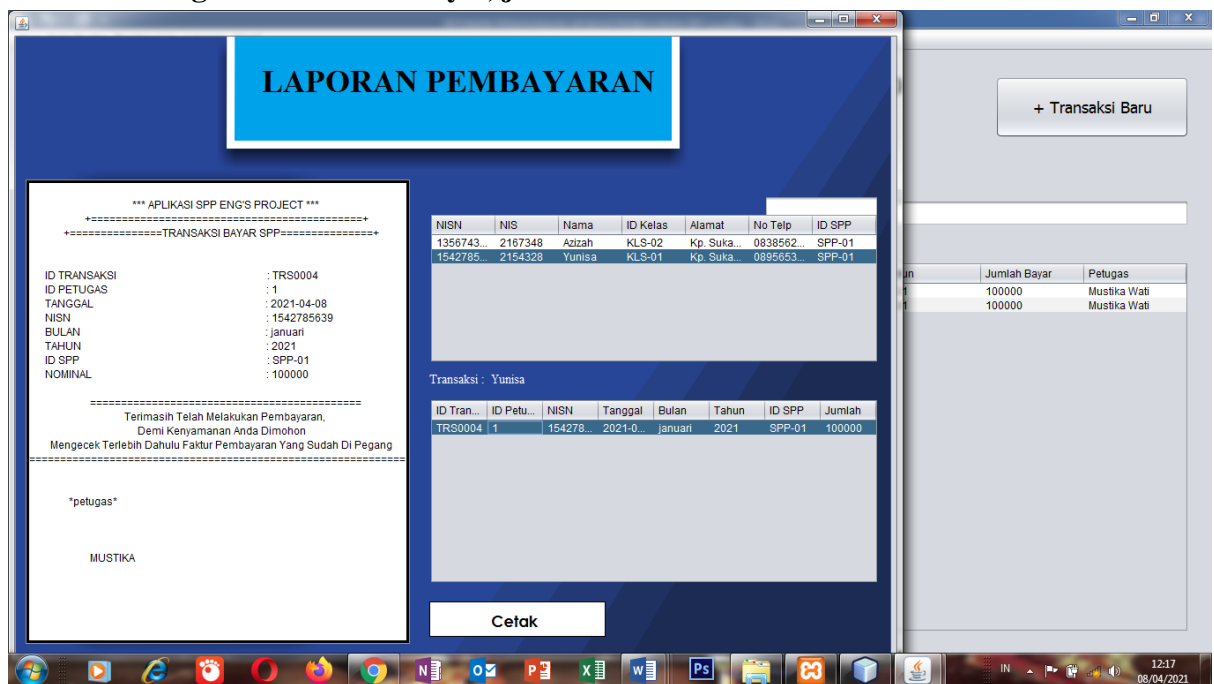 LAPORAN PEMBAYARAN
+ Transaksi Baru
*** APLIKASI SPP ENG'S PROJECT ***
+===========================================+
+===============TRANSAKSI BAYAR SPP===============+
ID TRANSAKSI : TRS0004
ID PETUGAS : 1
TANGGAL : 2021-04-08
NISN : 1542785639
BULAN : januari
TAHUN : 2021
ID SPP : SPP-01
NOMINAL : 100000
===========================================
Terimasih Telah Melakukan Pembayaran,
Demi Kenyamanan Anda Dimohon
Mengecek Terlebih Dahulu Faktur Pembayaran Yang Sudah Di Pegang
=============================================================
*petugas*
MUSTIKA
NISN NIS Nama ID Kelas Alamat No Telp ID SPP
1356743... 2167348 Azizah KLS-02 Kp. Suka... 0838562... SPP-01
1542785... 2154328 Yunisa KLS-01 Kp. Suka... 0895653... SPP-01
Transaksi : Yunisa
ID Tran... ID Petu... NISN Tanggal Bulan Tahun ID SPP Jumlah
TRS0004 1 154278... 2021-0... januari 2021 SPP-01 100000
Cetak
un Jumlah Bayar Petugas
1 100000 Mustika Wati
1 100000 Mustika Wati
IN
12:17
08/04/2021